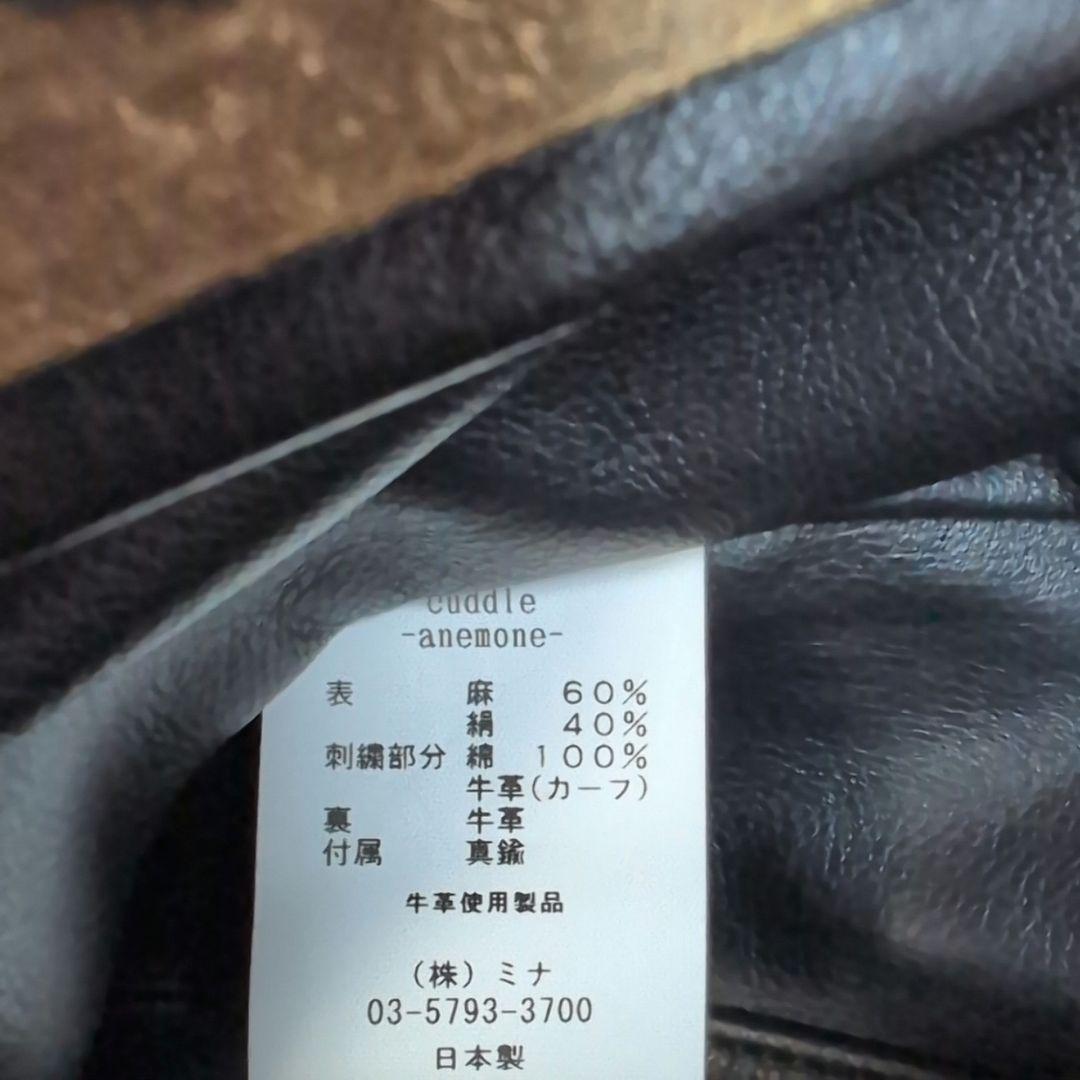 cuddle
-anemone-
表 麻 60%
絹 40%
刺繍部分 綿 100%
牛革(カーフ)
裏 牛革
付属 真鍮
牛革使用製品
(株)ミナ
03-5793-3700
日本製